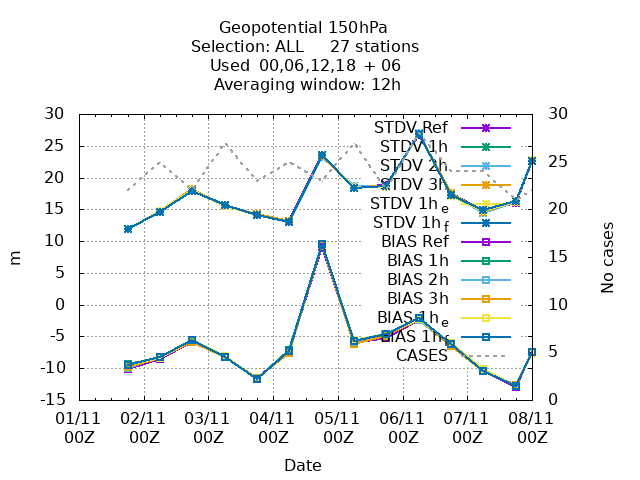 Geopotential 150hPa
Selection: ALL 27 stations
Used 00,06,12,18 + 06
Averaging window: 12h
30
25
20
15
10
5
0
-5
-10
-15
m
30
25
20
15
10
5
0
No cases
STDV Ref
STDV 1h
STDV 2h
STDV 3h
STDV 1he
STDV 1hf
BIAS Ref
BIAS 1h
BIAS 2h
BIAS 3h
BIAS 1he
BIAS 1hf
CASES
01/11 02/11 03/11 04/11 05/11 06/11 07/11 08/11
00Z 00Z 00Z 00Z 00Z 00Z 00Z 00Z
Date